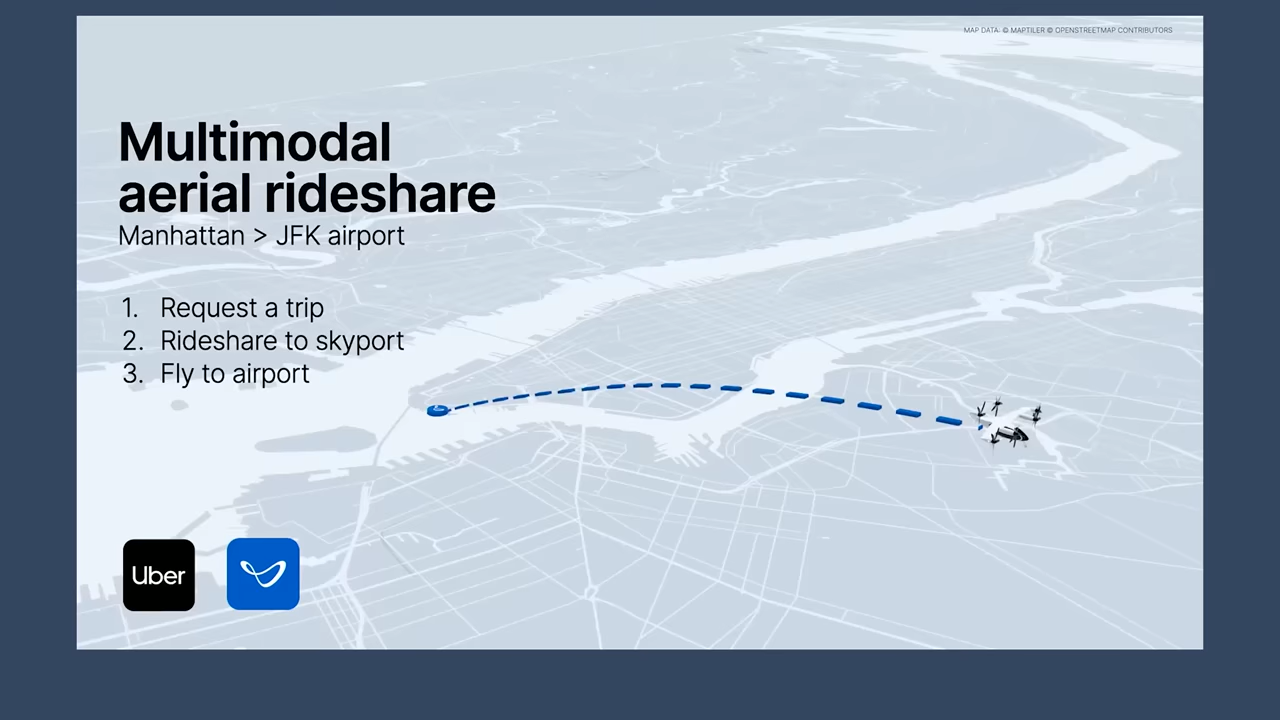 MAP DATA: © MAPTILER © OPENSTREETMAP CONTRIBUTORS
Multimodal
aerial rideshare
Manhattan > JFK airport
1. Request a trip
2. Rideshare to skyport
3. Fly to airport
Uber